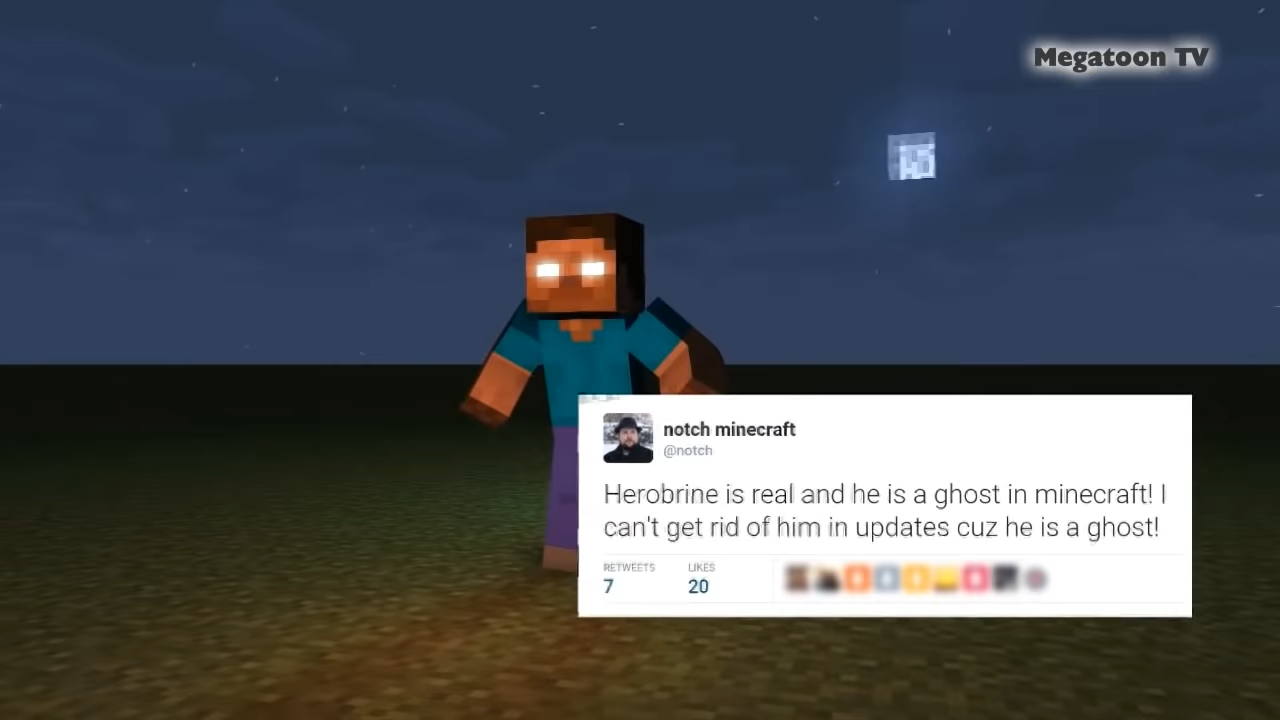 Megatoon TV
notch minecraft
@notch
Herobrine is real and he is a ghost in minecraft! I
can't get rid of him in updates cuz he is a ghost!
RETWEETS LIKES
7 20